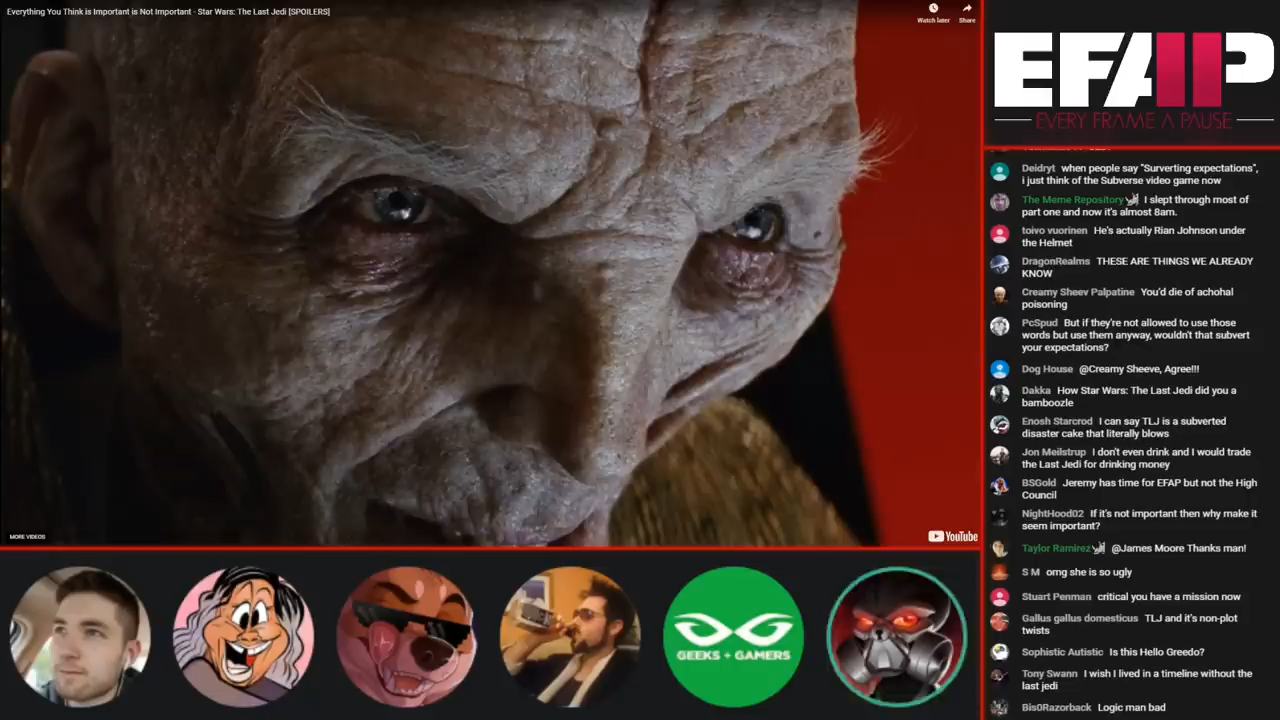 Everything You Think is Important is Not Important - Star Wars: The Last Jedi [SPOILERS]
Watch later
Share
MORE VIDEOS
YouTube
GEEKS + GAMERS
EFAP
EVERY FRAME A PAUSE
Deidryt when people say "Surverting expectations",
i just think of the Subverse video game now
The Meme Repository I slept through most of
part one and now it's almost 8am.
toivo vuorinen He's actually Rian Johnson under
the Helmet
DragonRealms THESE ARE THINGS WE ALREADY
KNOW
Creamy Sheev Palpatine You'd die of achohal
poisoning
PcSpud But if they're not allowed to use those
words but use them anyway, wouldn't that subvert
your expectations?
Dog House @Creamy Sheeve, Agree!!!
Dakka How Star Wars: The Last Jedi did you a
bamboozle
Enosh Starcrod I can say TLJ is a subverted
disaster cake that literally blows
Jon Meilstrup I don't even drink and I would trade
the Last Jedi for drinking money
BSGold Jeremy has time for EFAP but not the High
Council
NightHood02 If it's not important then why make it
seem important?
Taylor Ramirez @James Moore Thanks man!
S M omg she is so ugly
Stuart Penman critical you have a mission now
Gallus gallus domesticus TLJ and it's non-plot
twists
Sophistic Autistic Is this Hello Greedo?
Tony Swann I wish I lived in a timeline without the
last jedi
Bis0Razorback Logic man bad